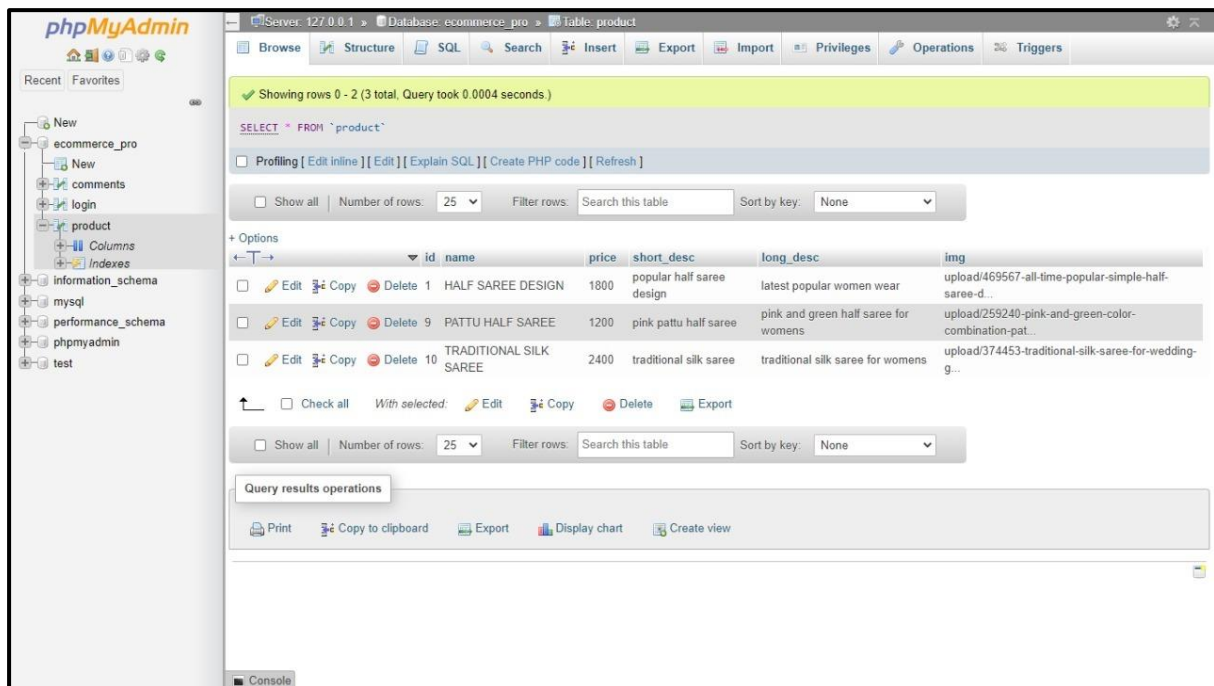 phpMyAdmin
Recent Favorites
New
ecommerce_pro
New
comments
login
product
Columns
Indexes
information_schema
mysql
performance_schema
phpmyadmin
test
Server: 127.0.0.1 » Database: ecommerce_pro » Table: product
Browse Structure SQL Search Insert Export Import Privileges Operations Triggers
Showing rows 0 - 2 (3 total, Query took 0.0004 seconds.)
SELECT * FROM `product`
Profiling [ Edit inline ] [ Edit ] [ Explain SQL ] [ Create PHP code ] [ Refresh ]
Show all | Number of rows: 25 Filter rows: Search this table Sort by key: None
+ Options
←T→ id name price short_desc long_desc img
Edit Copy Delete 1 HALF SAREE DESIGN 1800 popular half saree design latest popular women wear upload/469567-all-time-popular-simple-half-saree-d...
Edit Copy Delete 9 PATTU HALF SAREE 1200 pink pattu half saree pink and green half saree for womens upload/259240-pink-and-green-color-combination-pat...
Edit Copy Delete 10 TRADITIONAL SILK SAREE 2400 traditional silk saree traditional silk saree for womens upload/374453-traditional-silk-saree-for-wedding-g...
Check all With selected: Edit Copy Delete Export
Show all | Number of rows: 25 Filter rows: Search this table Sort by key: None
Query results operations
Print Copy to clipboard Export Display chart Create view
Console